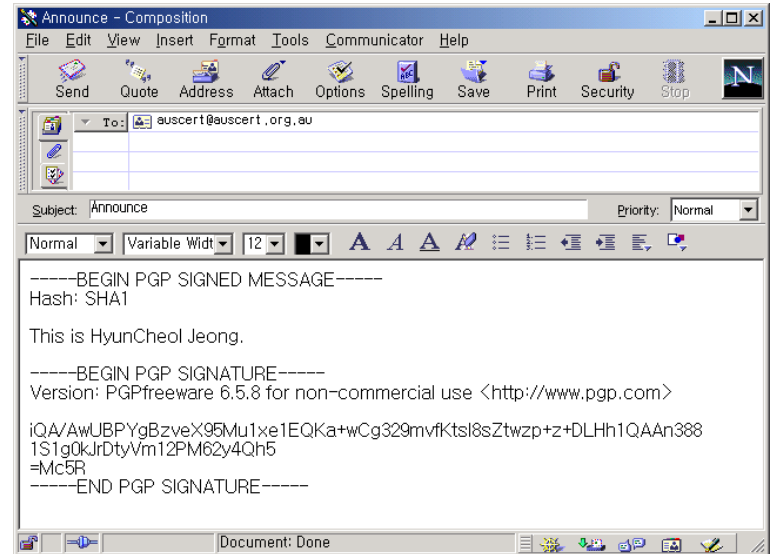 Announce - Composition
File Edit View Insert Format Tools Communicator Help
Send Quote Address Attach Options Spelling Save Print Security Stop
N
To: auscert@auscert,org,au
Subject: Announce Priority: Normal
Normal Variable Widt 12 A A A
-----BEGIN PGP SIGNED MESSAGE-----
Hash: SHA1
This is HyunCheol Jeong.
-----BEGIN PGP SIGNATURE-----
Version: PGPfreeware 6.5.8 for non-commercial use <http://www.pgp.com>
iQA/AwUBPYgBzveX95Mu1xe1EQKa+wCg329mvfKtsI8sZtwzp+z+DLHh1QAAn388
1S1g0kJrDtyVm12PM62y4Qh5
=Mc5R
-----END PGP SIGNATURE-----
Document: Done